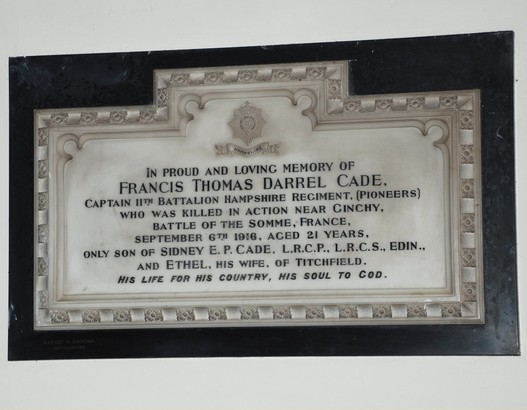 IN PROUD AND LOVING MEMORY OF
FRANCIS THOMAS DARREL CADE,
CAPTAIN 11TH BATTALION HAMPSHIRE REGIMENT, (PIONEERS)
WHO WAS KILLED IN ACTION NEAR GINCHY,
BATTLE OF THE SOMME, FRANCE,
SEPTEMBER 6TH 1916, AGED 21 YEARS,
ONLY SON OF SIDNEY E.P. CADE, L.R.C.P., L.R.C.S., EDIN.,
AND ETHEL, HIS WIFE, OF TITCHFIELD.
HIS LIFE FOR HIS COUNTRY, HIS SOUL TO GOD.